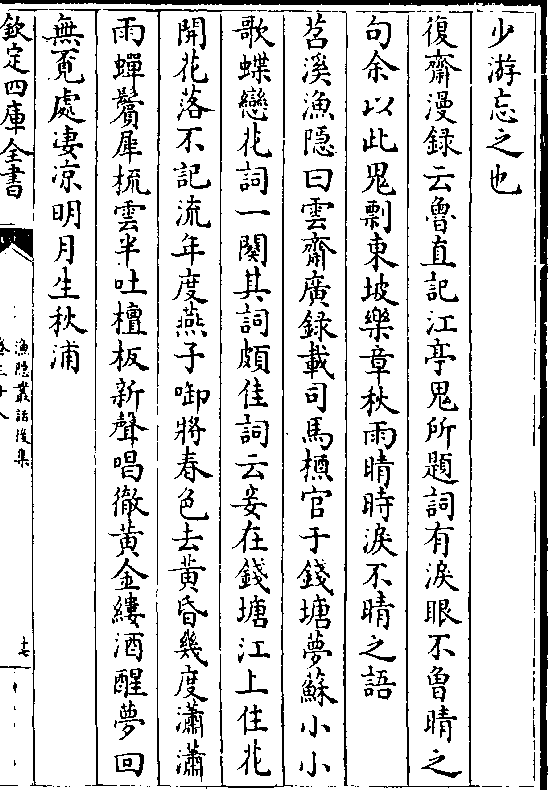 少游忘之也
復齋漫録云魯直記江亭鬼所題詞有淚眼不曾晴之
句余以此鬼剽東坡樂章秋雨晴時淚不晴之語
苕溪漁隱曰雲齋廣録載司馬槱官于錢塘夢蘇小小
歌蝶戀花詞一闋其詞頗佳詞云妾在錢塘江上住花
開花落不記流年度燕子啣將春色去黃昏幾度瀟瀟
雨蟬鬢犀梳雲半吐檀板新聲唱徹黃金縷酒醒夢回
無覓處凄凉明月生秋浦
欽定四庫全書
漁隱叢話後集
卷三十八
十七